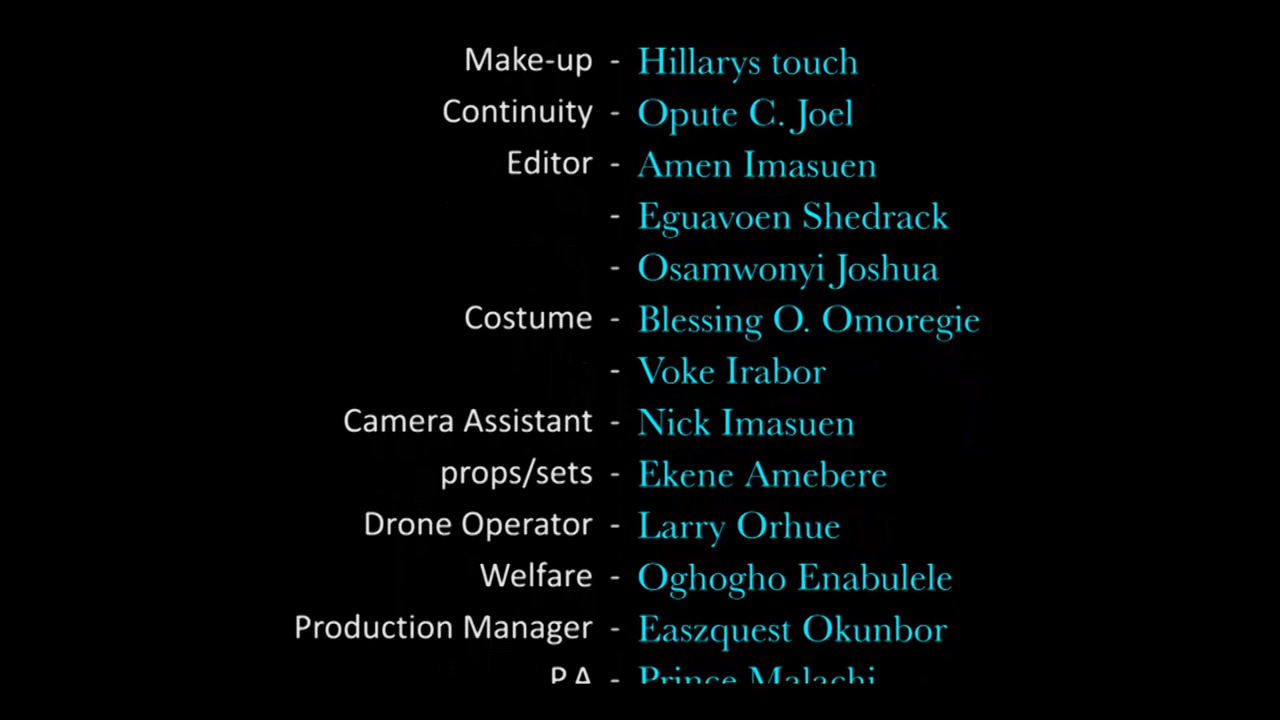 Make-up - Hillarys touch
Continuity - Opute C. Joel
Editor - Amen Imasuen
- Eguavoen Shedrack
- Osamwonyi Joshua
Costume - Blessing O. Omoregie
- Voke Irabor
Camera Assistant - Nick Imasuen
props/sets - Ekene Amebere
Drone Operator - Larry Orhue
Welfare - Oghogho Enabulele
Production Manager - Easzquest Okunbor
P.A - Prince Malachi